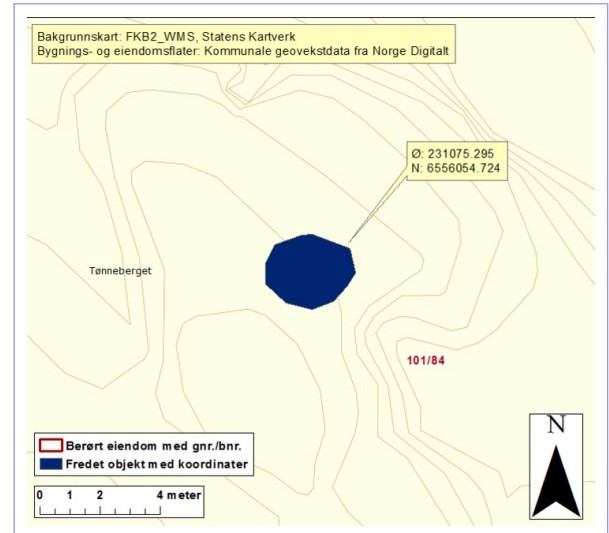 Bakgrunnskart: FKB2_WMS, Statens Kartverk
Bygnings- og eiendomsflater: Kommunale geovekstdata fra Norge Digitalt
Ø: 231075.295
N: 6556054.724
Tønneberget
101/84
N
Berørt eiendom med gnr./bnr.
Fredet objekt med koordinater
0 1 2 4 meter